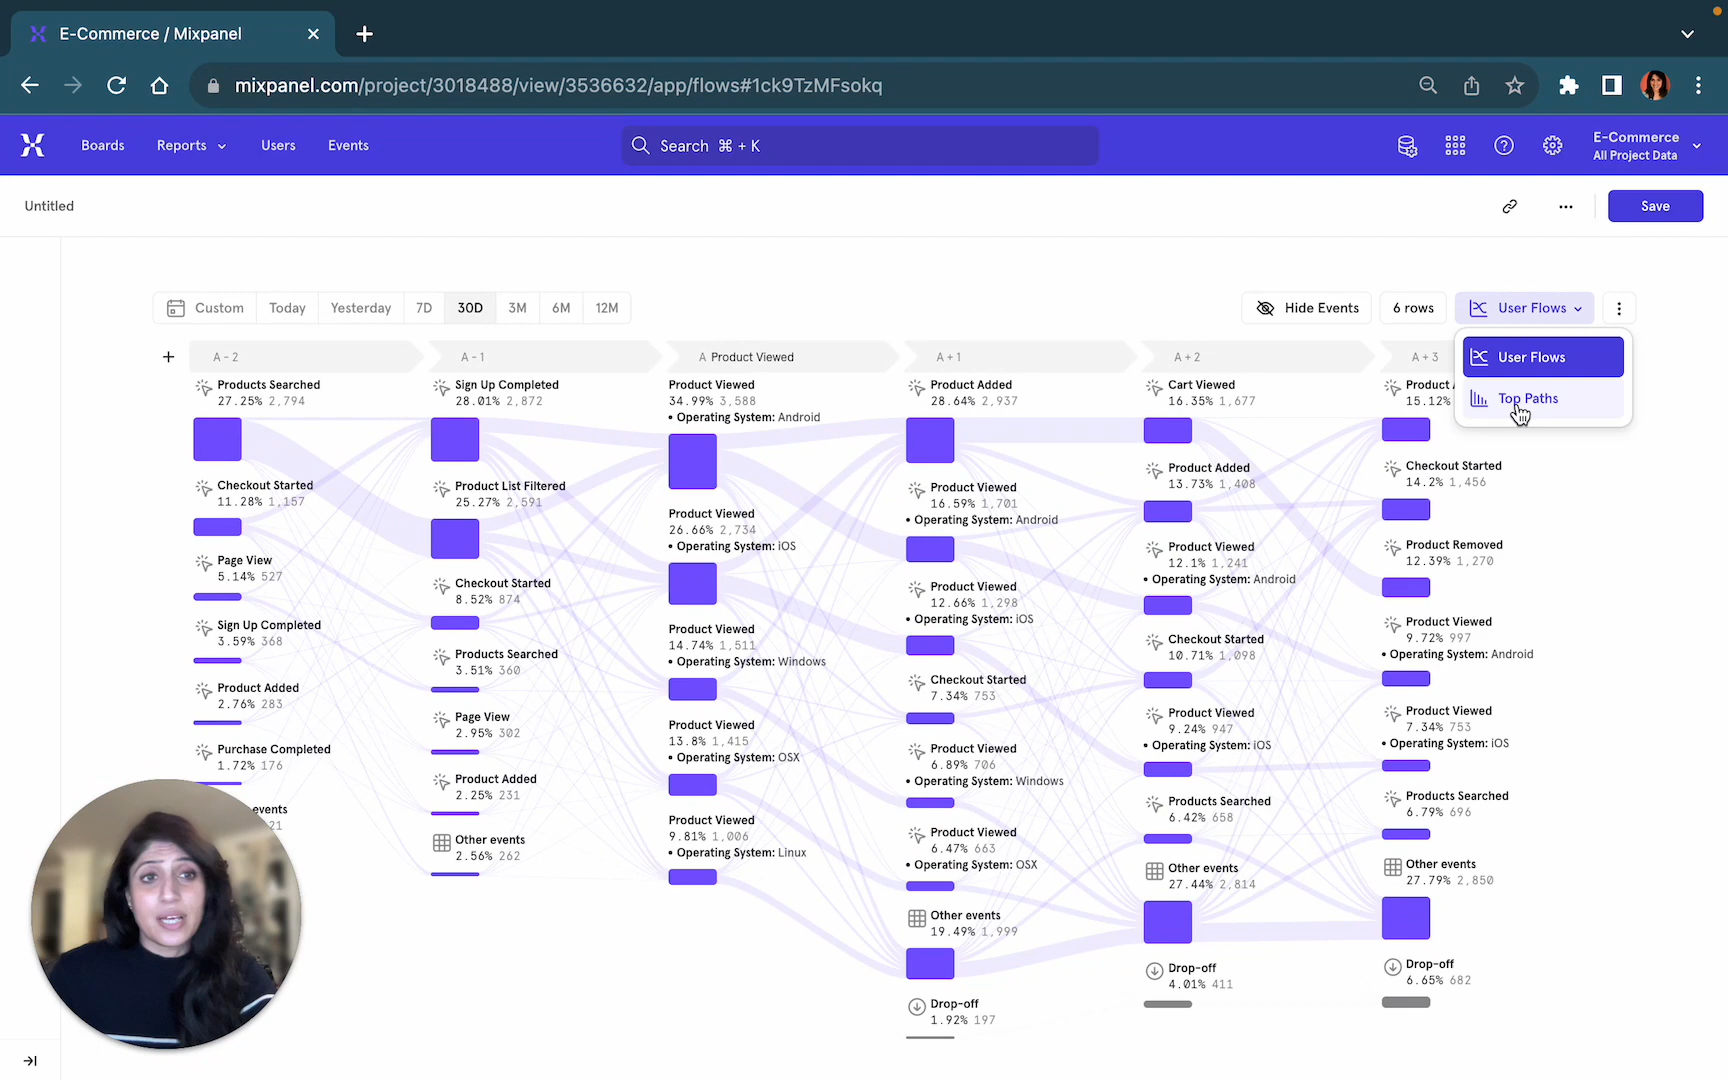 E-Commerce / Mixpanel
mixpanel.com/project/3018488/view/3536632/app/flows#1ck9TzMFsokq
Boards
Reports
Users
Events
Search ⌘ + K
E-Commerce
All Project Data
Untitled
Save
Custom
Today
Yesterday
7D
30D
3M
6M
12M
Hide Events
6 rows
User Flows
User Flows
Top Paths
A - 2
Products Searched
27.25% 2,794
Checkout Started
11.28% 1,157
Page View
5.14% 527
Sign Up Completed
3.59% 368
Product Added
2.76% 283
Purchase Completed
1.72% 176
events
21
A - 1
Sign Up Completed
28.01% 2,872
Product List Filtered
25.27% 2,591
Checkout Started
8.52% 874
Products Searched
3.51% 360
Page View
2.95% 302
Product Added
2.25% 231
Other events
2.56% 262
A Product Viewed
Product Viewed
34.99% 3,588
• Operating System: Android
Product Viewed
26.66% 2,734
• Operating System: iOS
Product Viewed
14.74% 1,511
• Operating System: Windows
Product Viewed
13.8% 1,415
• Operating System: OSX
Product Viewed
9.81% 1,006
• Operating System: Linux
A + 1
Product Added
28.64% 2,937
Product Viewed
16.59% 1,701
• Operating System: Android
Product Viewed
12.66% 1,298
• Operating System: iOS
Checkout Started
7.34% 753
Product Viewed
6.89% 706
• Operating System: Windows
Product Viewed
6.47% 663
• Operating System: OSX
Other events
19.49% 1,999
Drop-off
1.92% 197
A + 2
Cart Viewed
16.35% 1,677
Product Added
13.73% 1,408
Product Viewed
12.1% 1,241
• Operating System: Android
Checkout Started
10.71% 1,098
Product Viewed
9.24% 947
• Operating System: iOS
Products Searched
6.42% 658
Other events
27.44% 2,814
Drop-off
4.01% 411
A + 3
Product
15.12%
Checkout Started
14.2% 1,456
Product Removed
12.39% 1,270
Product Viewed
9.72% 997
• Operating System: Android
Product Viewed
7.34% 753
• Operating System: iOS
Products Searched
6.79% 696
Other events
27.79% 2,850
Drop-off
6.65% 682